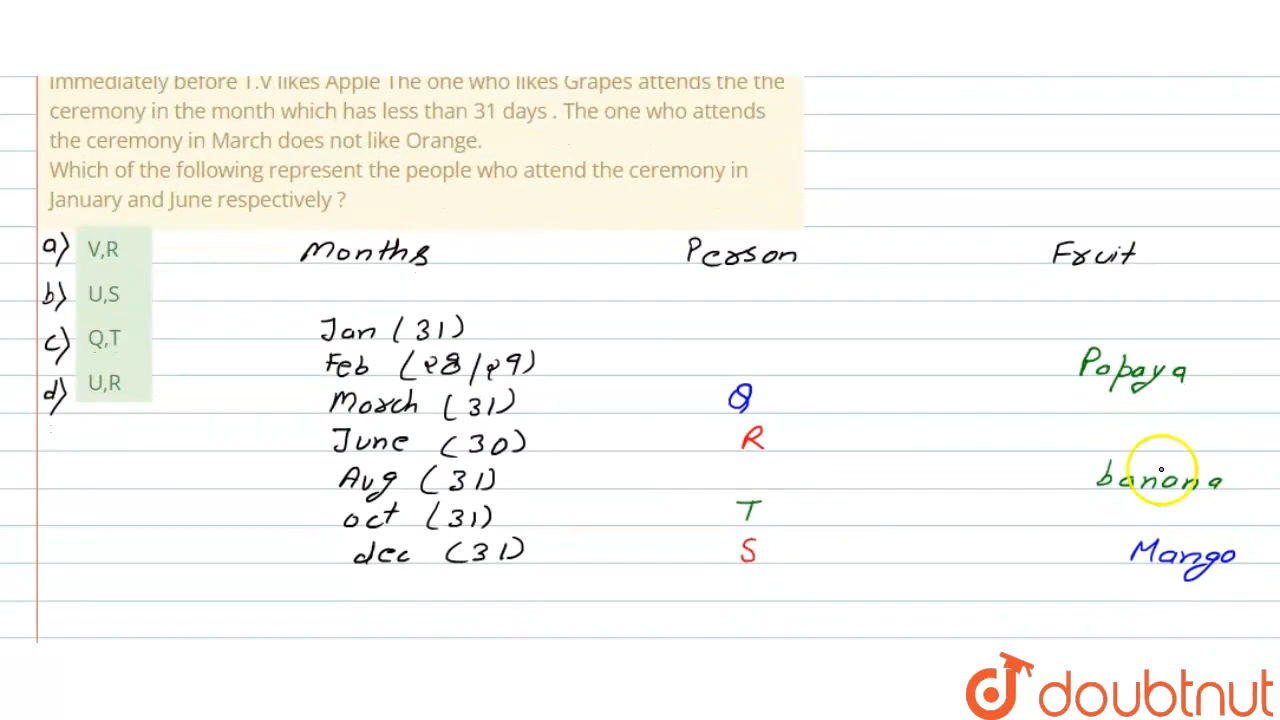 Immediately before T.V likes Apple The one who likes Grapes attends the the
ceremony in the month which has less than 31 days . The one who attends
the ceremony in March does not like Orange.
Which of the following represent the people who attend the ceremony in
January and June respectively ?
a) V,R
b) U,S
c) Q,T
d) U,R
Months Person Fruit
Jan (31)
Feb (28/29) Popaya
March (31) Q
June (30) R
Aug (31) banana
oct (31) T
dec (31) S Mango
doubtnut